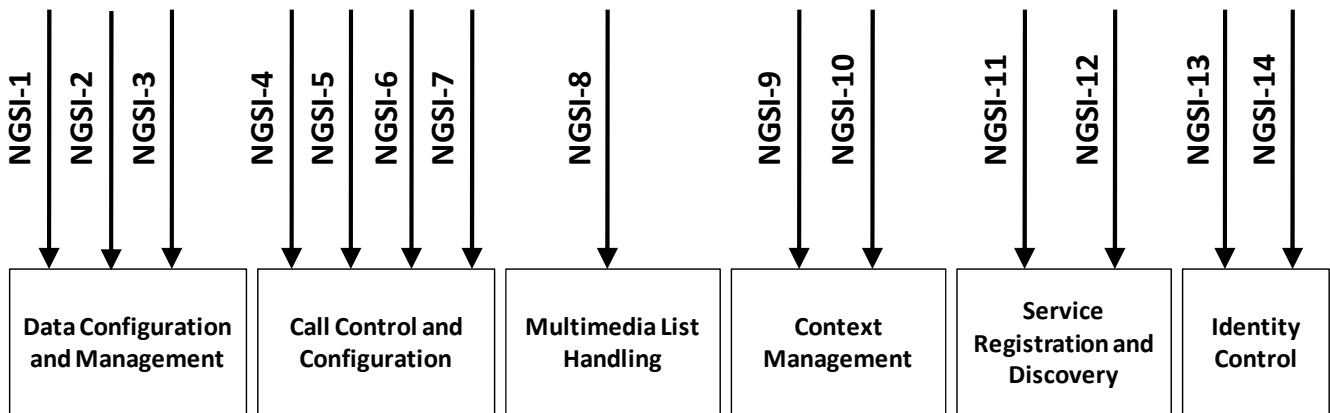 NGSI-1
NGSI-2
NGSI-3
NGSI-4
NGSI-5
NGSI-6
NGSI-7
NGSI-8
NGSI-9
NGSI-10
NGSI-11
NGSI-12
NGSI-13
NGSI-14
Data Configuration
and Management
Call Control and
Configuration
Multimedia List
Handling
Context
Management
Service
Registration and
Discovery
Identity
Control